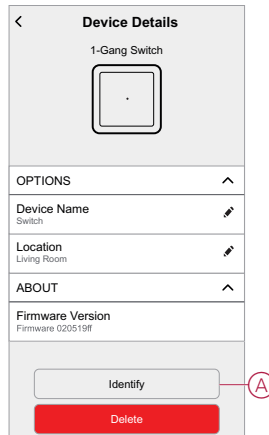 Device Details
1-Gang Switch
OPTIONS
Device Name
Switch
Location
Living Room
ABOUT
Firmware Version
Firmware 020519ff
Identify
A
Delete